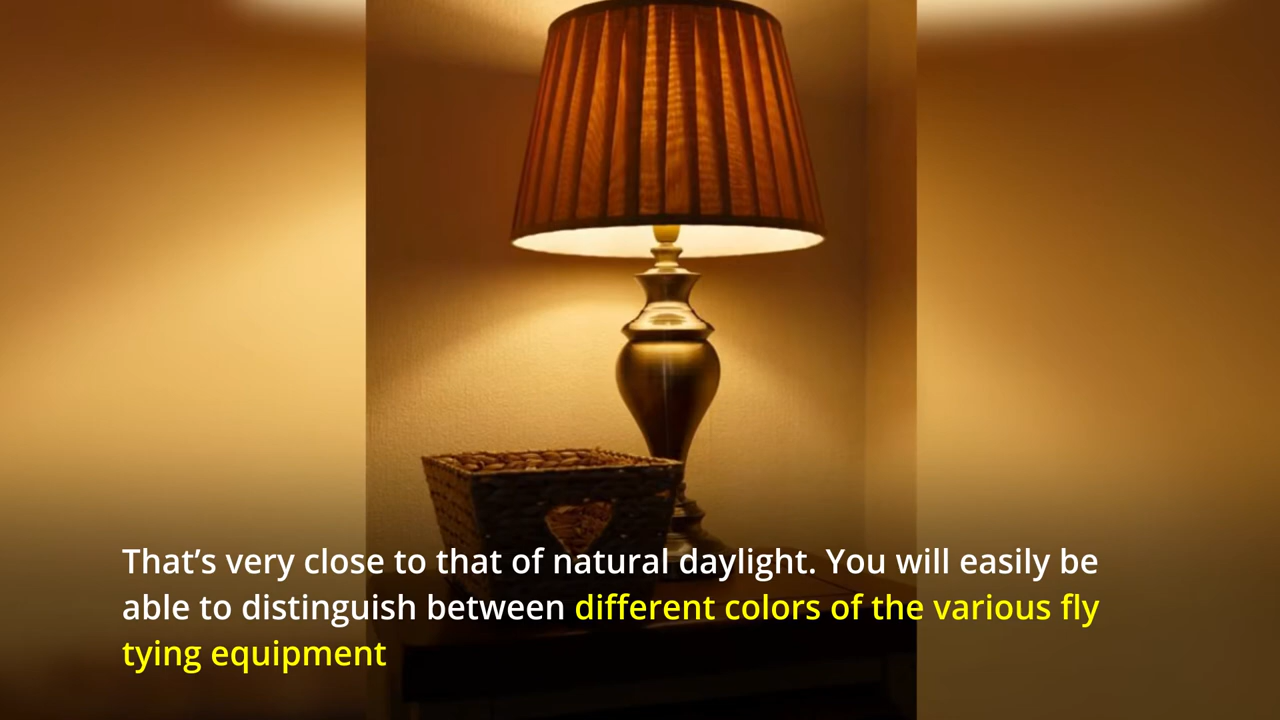 That’s very close to that of natural daylight. You will easily be
able to distinguish between different colors of the various fly
tying equipment